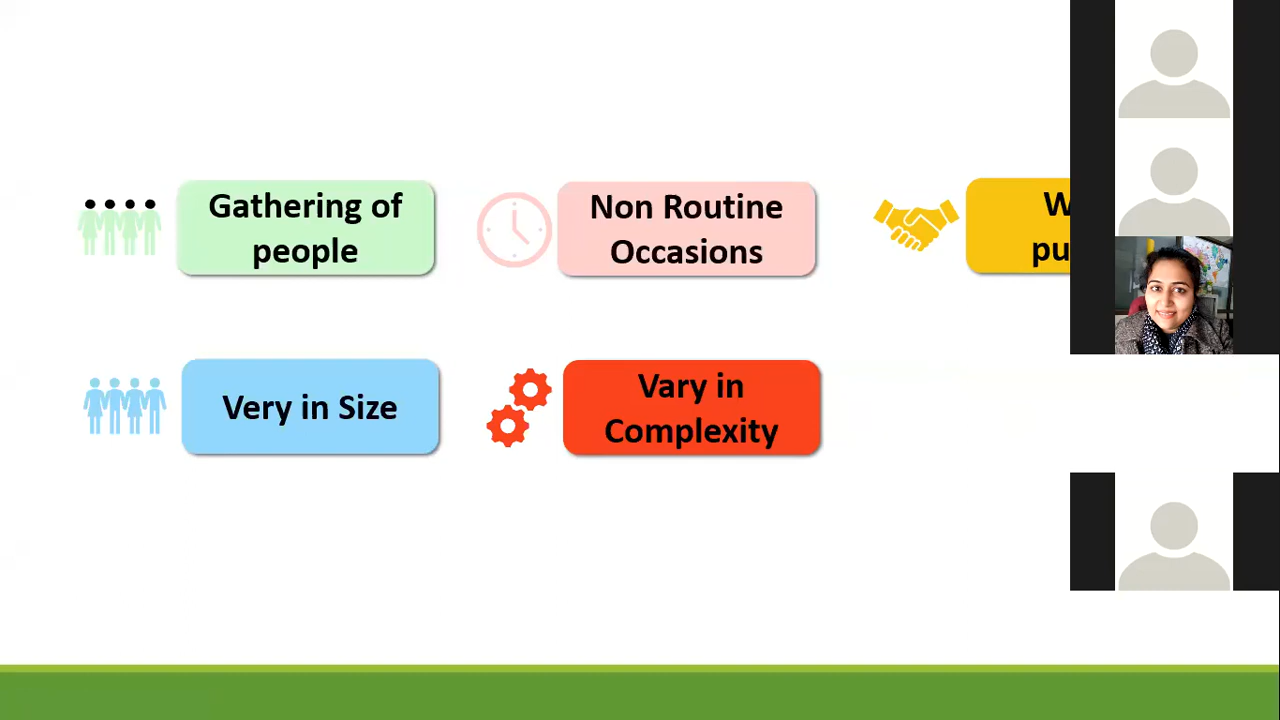 Gathering of
people
Non Routine
Occasions
Very in Size
Vary in
Complexity